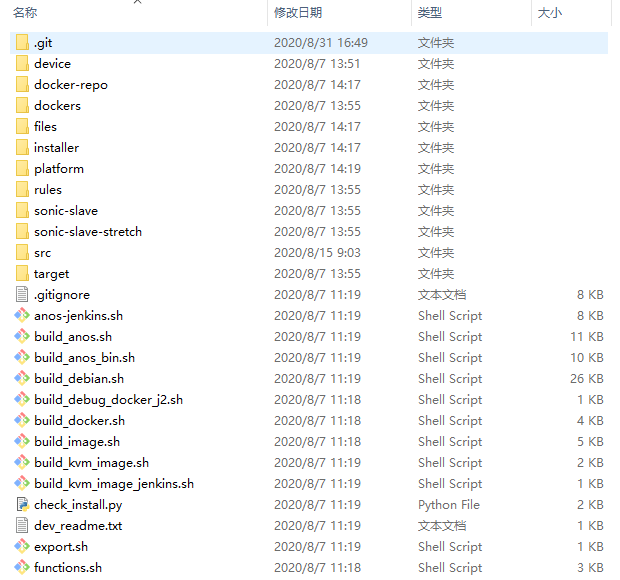 名称 修改日期 类型 大小
.git 2020/8/31 16:49 文件夹
device 2020/8/7 13:51 文件夹
docker-repo 2020/8/7 14:17 文件夹
dockers 2020/8/7 13:55 文件夹
files 2020/8/7 14:17 文件夹
installer 2020/8/7 14:17 文件夹
platform 2020/8/7 14:19 文件夹
rules 2020/8/7 13:55 文件夹
sonic-slave 2020/8/7 13:55 文件夹
sonic-slave-stretch 2020/8/7 13:55 文件夹
src 2020/8/15 9:03 文件夹
target 2020/8/7 13:55 文件夹
.gitignore 2020/8/7 11:19 文本文档 8 KB
anos-jenkins.sh 2020/8/7 11:19 Shell Script 8 KB
build_anos.sh 2020/8/7 11:19 Shell Script 11 KB
build_anos_bin.sh 2020/8/7 11:19 Shell Script 10 KB
build_debian.sh 2020/8/7 11:19 Shell Script 26 KB
build_debug_docker_j2.sh 2020/8/7 11:18 Shell Script 1 KB
build_docker.sh 2020/8/7 11:18 Shell Script 4 KB
build_image.sh 2020/8/7 11:18 Shell Script 5 KB
build_kvm_image.sh 2020/8/7 11:19 Shell Script 2 KB
build_kvm_image_jenkins.sh 2020/8/7 11:19 Shell Script 2 KB
check_install.py 2020/8/7 11:19 Python File 2 KB
dev_readme.txt 2020/8/7 11:19 文本文档 1 KB
export.sh 2020/8/7 11:19 Shell Script 1 KB
functions.sh 2020/8/7 11:18 Shell Script 3 KB